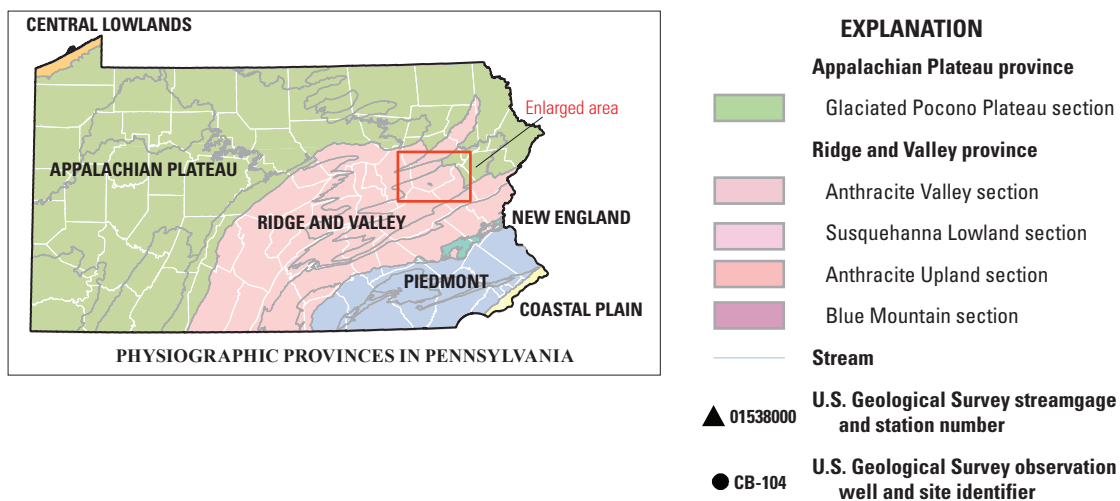 CENTRAL LOWLANDS
Enlarged area
APPALACHIAN PLATEAU
RIDGE AND VALLEY
NEW ENGLAND
PIEDMONT
COASTAL PLAIN
PHYSIOGRAPHIC PROVINCES IN PENNSYLVANIA
EXPLANATION
Appalachian Plateau province
Glaciated Pocono Plateau section
Ridge and Valley province
Anthracite Valley section
Susquehanna Lowland section
Anthracite Upland section
Blue Mountain section
Stream
01538000 U.S. Geological Survey streamgage
and station number
CB-104 U.S. Geological Survey observation
well and site identifier